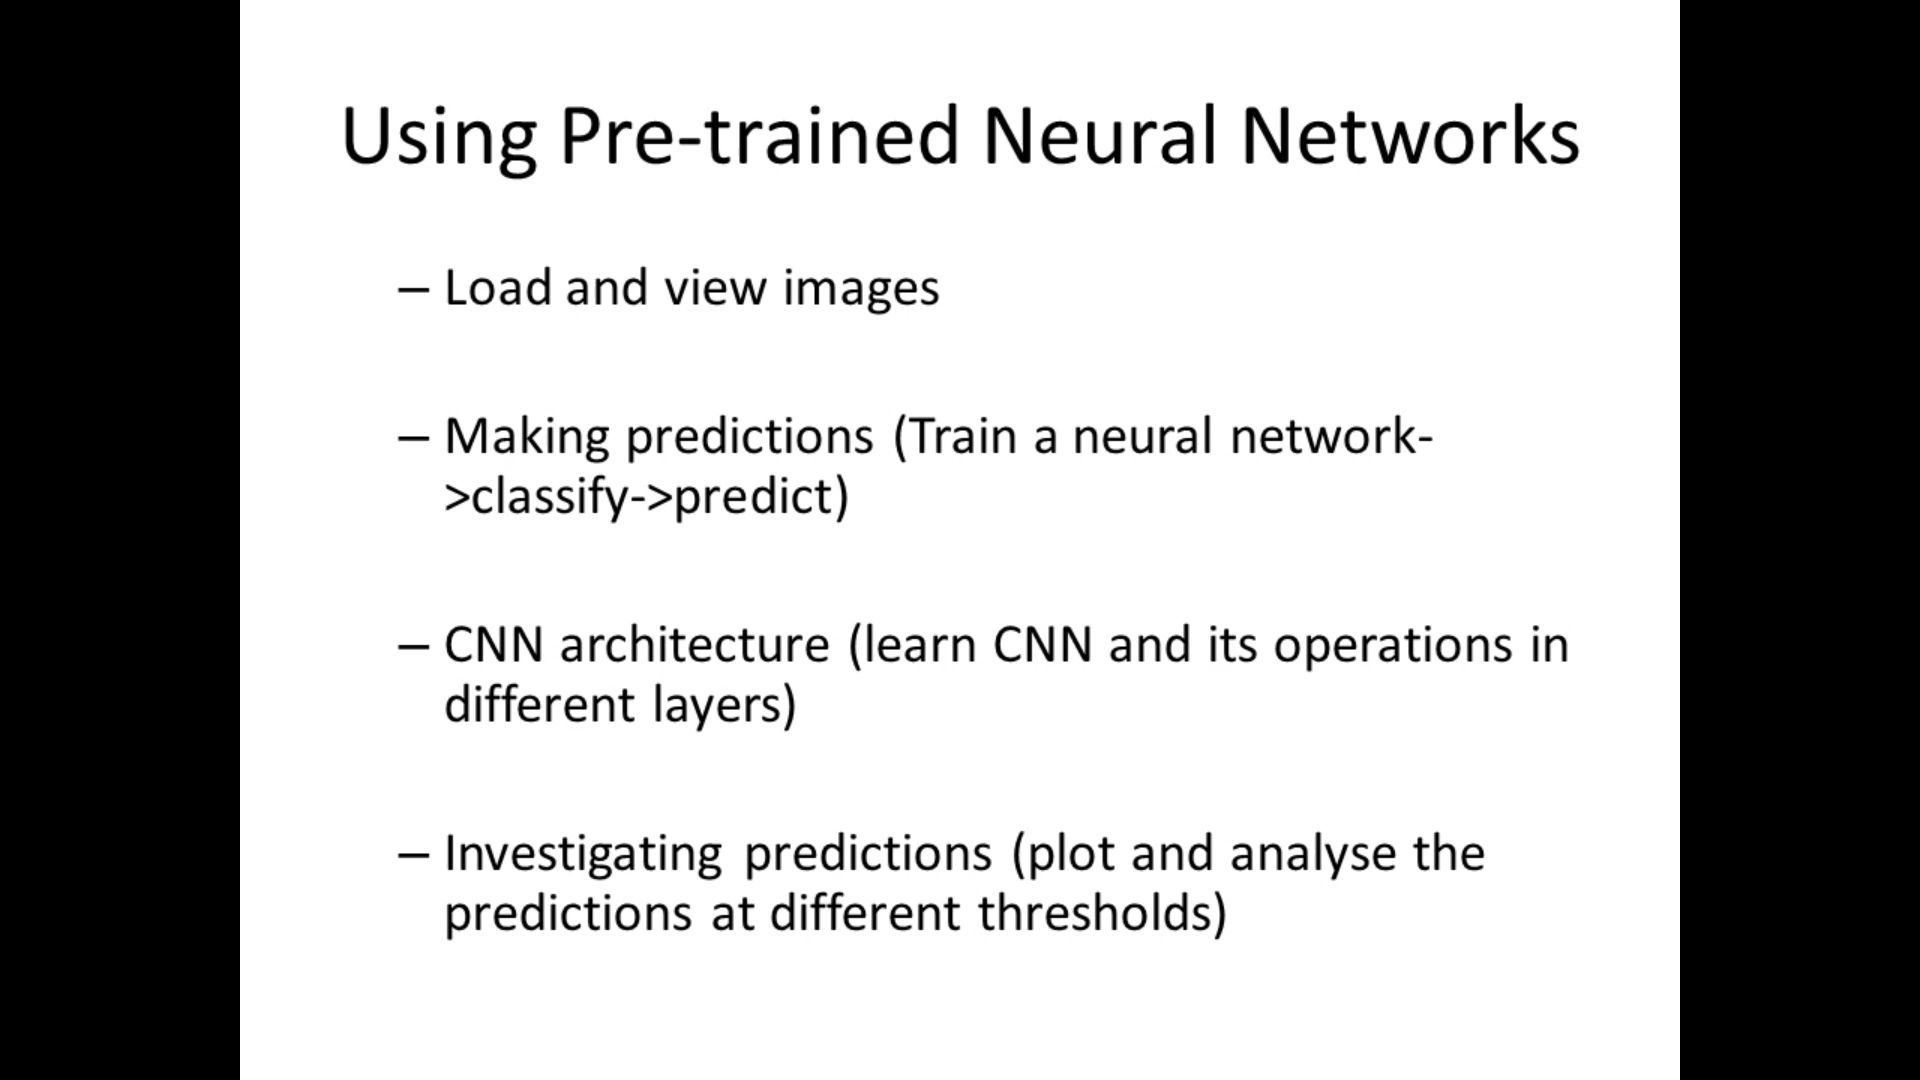 Using Pre-trained Neural Networks
– Load and view images
– Making predictions (Train a neural network-
>classify->predict)
– CNN architecture (learn CNN and its operations in
different layers)
– Investigating predictions (plot and analyse the
predictions at different thresholds)